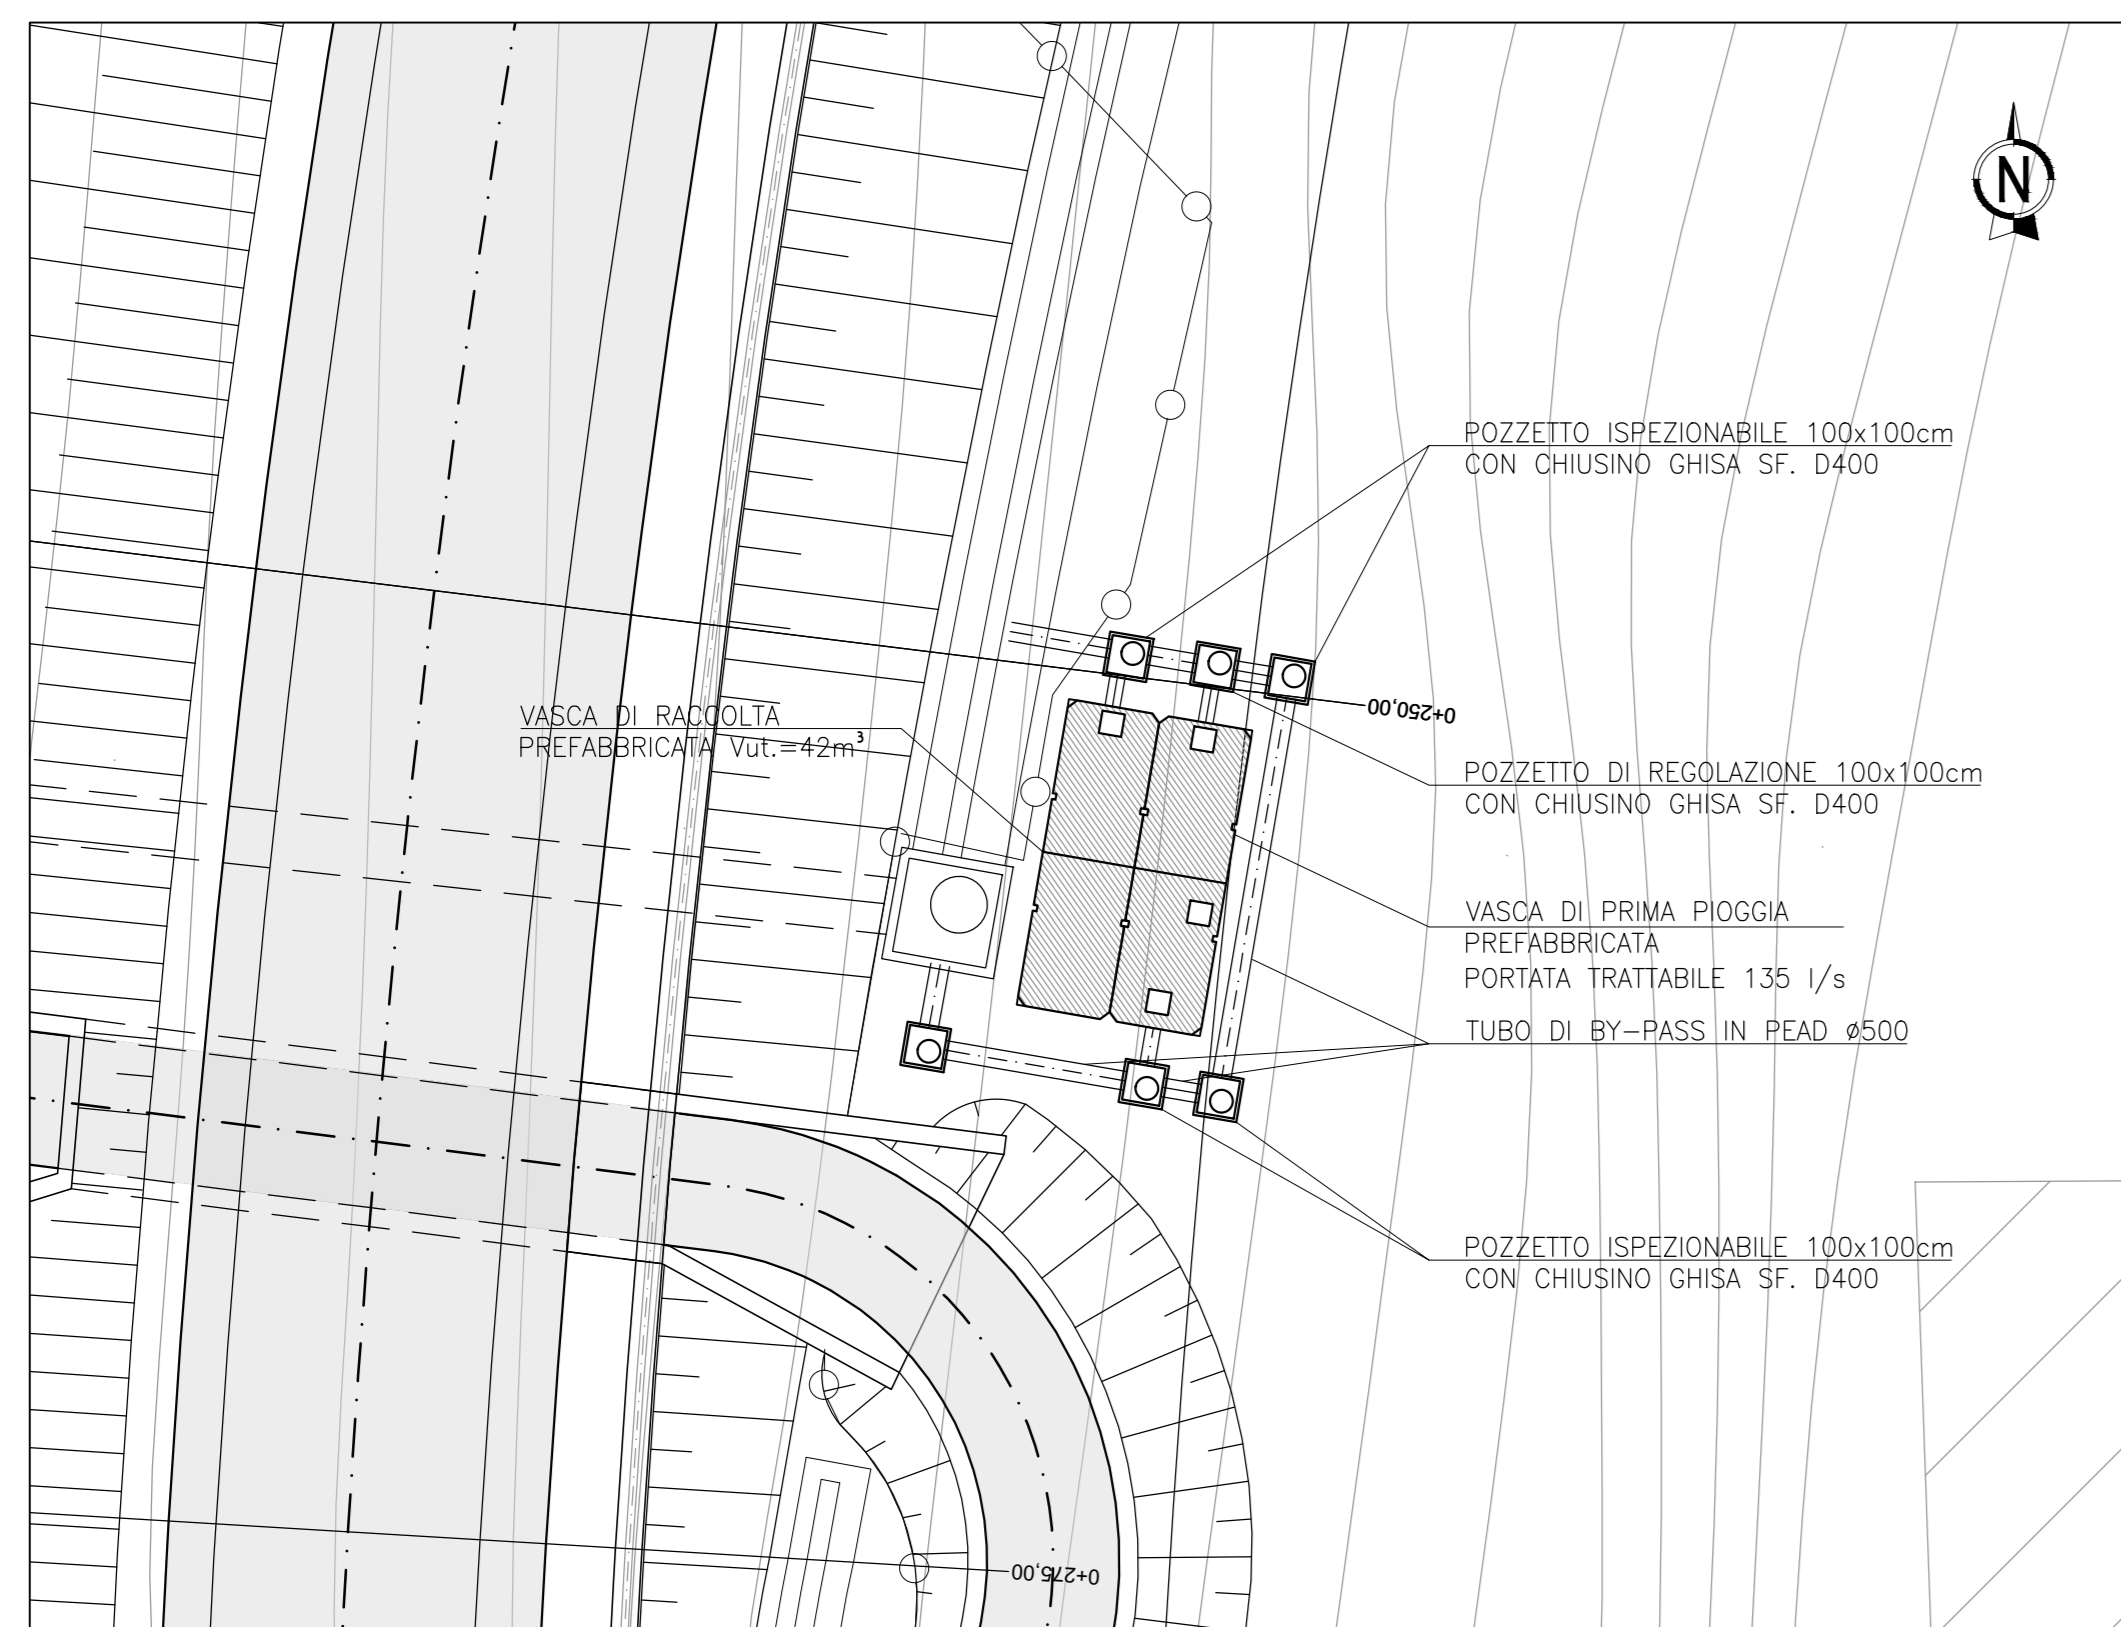 N
POZZETTO ISPEZIONABILE 100x100cm
CON CHIUSINO GHISA SF. D400
VASCA DI RACCOLTA
PREFABBRICATA Vut.=42m³
0+250,00
POZZETTO DI REGOLAZIONE 100x100cm
CON CHIUSINO GHISA SF. D400
VASCA DI PRIMA PIOGGIA
PREFABBRICATA
PORTATA TRATTABILE 135 l/s
TUBO DI BY-PASS IN PEAD ø500
POZZETTO ISPEZIONABILE 100x100cm
CON CHIUSINO GHISA SF. D400
0+275,00